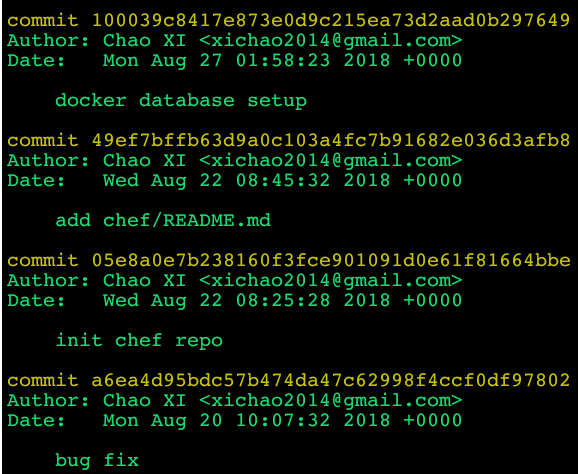 commit 100039c8417e873e0d9c215ea73d2aad0b297649
Author: Chao XI <xichao2014@gmail.com>
Date:   Mon Aug 27 01:58:23 2018 +0000
docker database setup
commit 49ef7bffb63d9a0c103a4fc7b91682e036d3afb8
Author: Chao XI <xichao2014@gmail.com>
Date:   Wed Aug 22 08:45:32 2018 +0000
add chef/README.md
commit 05e8a0e7b238160f3fce901091d0e61f81664bbe
Author: Chao XI <xichao2014@gmail.com>
Date:   Wed Aug 22 08:25:28 2018 +0000
init chef repo
commit a6ea4d95bdc57b474da47c62998f4ccf0df97802
Author: Chao XI <xichao2014@gmail.com>
Date:   Mon Aug 20 10:07:32 2018 +0000
bug fix